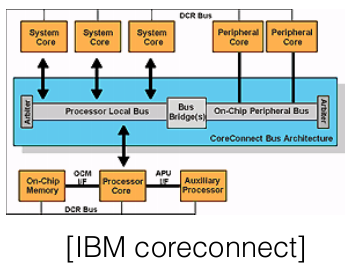 DCR Bus
System
Core
System
Core
System
Core
Peripheral
Core
Peripheral
Core
Arbiter
Processor Local Bus
Bus
Bridge(s)
On-Chip Peripheral Bus
Arbiter
CoreConnect Bus Architecture
On-Chip
Memory
OCM
I/F
Processor
Core
APU
I/F
Auxiliary
Processor
DCR Bus
[IBM coreconnect]